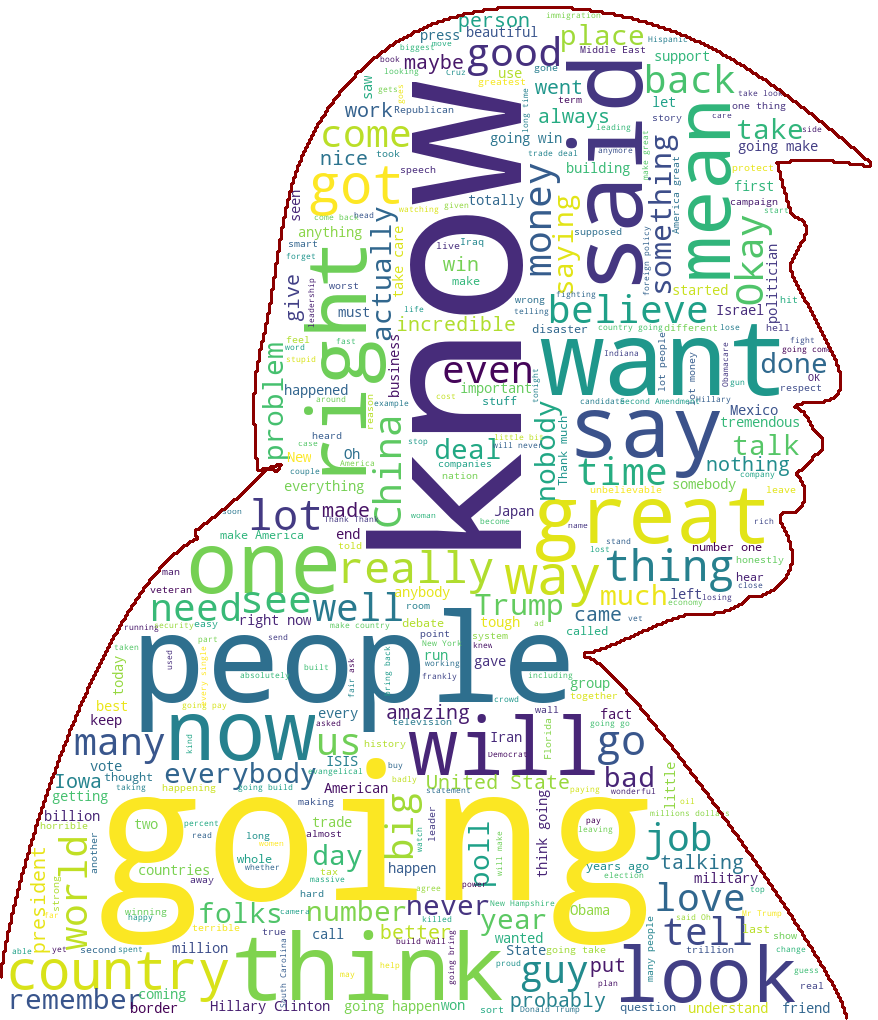 immigration
person
biggest move
press beautiful
place
Hispanic
book
maybe good
Middle East
support
looking Cruz
use gone
went
back
saw
gets
goes
greatest
term
let
take look
work Republican
long time
always
story
one thing
care
come
going win
leading
take
side
nice took
trade deal
anymore
make great
going make
got
speech
building
something
protect
seen
watching given
totally
money
saying
said
mean
first
campaign
come back head
know
supposed
America great
start
anything
actually
take care
live Iraq
foreign policy
okay
politician
smart
forget
win
make
right
worst
wrong
fighting
started
hit
give
leadership
must
life
telling
believe
Israel
incredible
disaster
country going different lose
hell
feel
word
stupid
fast
business
even
want
Indiana
lot people
Obamacare
fight
going come
done
problem
happened
around
reason
example
important
stuff
cost
tonight
candidate Second Amendment Hillary
lot money
gun
OK
respect
China
say
Mexico
tremendous
case
heard
stop
deal
little bit
will never
nobody
Thank much
talk
New
Oh
couple America
companies
nation
time
nothing
company
everything
unbelievable
somebody
leave
soon
lot
made
Thank Thank
woman
become
Japan
great
name
rich
make America
end
told
stand
lost
number one
honestly
one
really
way
thing
hear
close
man
veteran
anybody
much
left
losing
economy
need
see
well
room
Trump
came
vet
running
security easy
right now
debate
tough
ad
called
taken
part
send
make country
New York
point
system
knew
people
today
used
every single
absolutely
built
fair ask
bring back
run
working
frankly
gave
including
group
together
best
going pay
crowd
keep
every
asked
amazing
television
wall
fact
going go
many
now
us
kind
history
will
Iran
Democrat
Florida
go
vote
everybody
ISIS
evangelical
buy
Iowa thought
taking
happening
going build
American
badly
statement
United State
paying
bad
wonderful
little
getting
making
oil
billion
horrible
percent
two
read
long
trade
almost
leader
watch
big
going
pay
leaving
millions dollars
job
another
whole
women
whether
day
tax
happen
will make
poll
think going
years ago
talking
president
strong
world
countries
away
massive
agree
power
election
military
winning
happy
folks
camera
hard
number
never
killed
New Hampshire
year
Obama
love
top
said Oh
Mr Trump
terrible
true
call
better
build wall
wanted
tell
last
show
able
yet
second spent
million
South Carolina
going bring
State
going take
many people
trillion
change
country
think
may
help
proud
guy
put
plan
look
guess
real
remember
coming
border
Hillary Clinton
going happen
won
sort
probably
Donald Trump
question
understand
friend